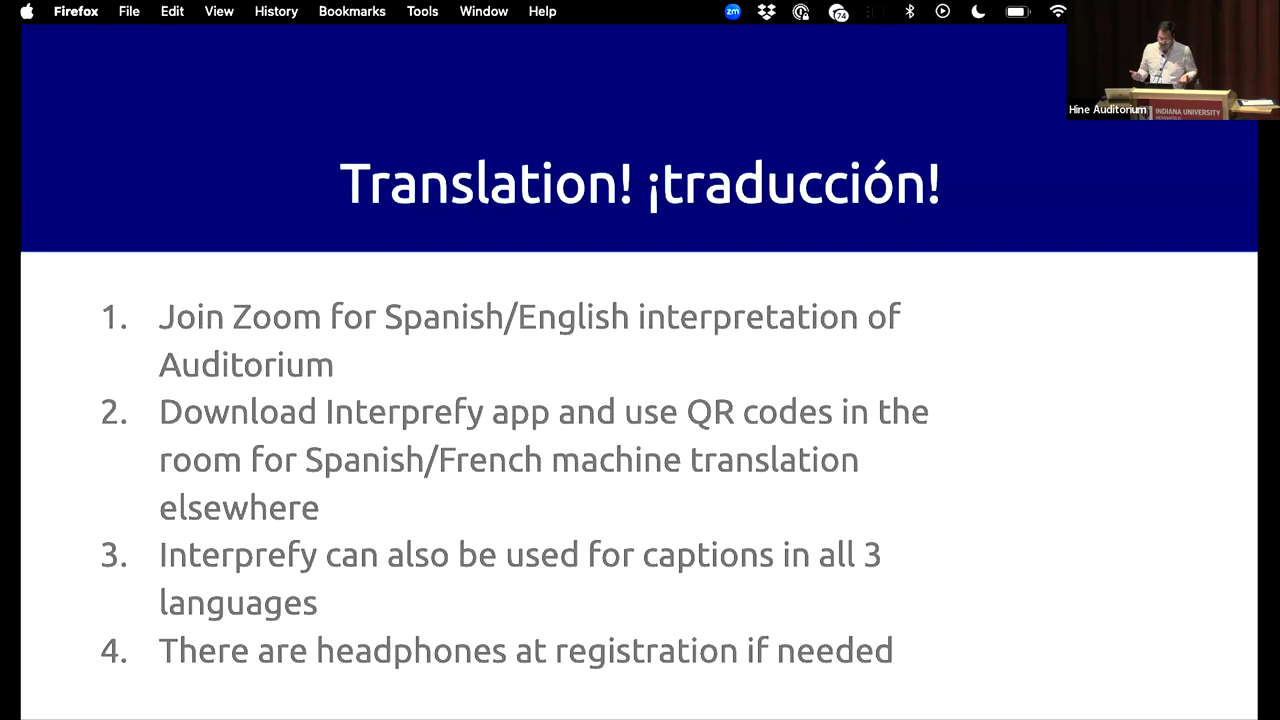 Firefox File Edit View History Bookmarks Tools Window Help zm 74
Hine Auditorium
INDIANA UNIVERSITY
Translation! ¡traducción!
1. Join Zoom for Spanish/English interpretation of
Auditorium
2. Download Interprefy app and use QR codes in the
room for Spanish/French machine translation
elsewhere
3. Interprefy can also be used for captions in all 3
languages
4. There are headphones at registration if needed